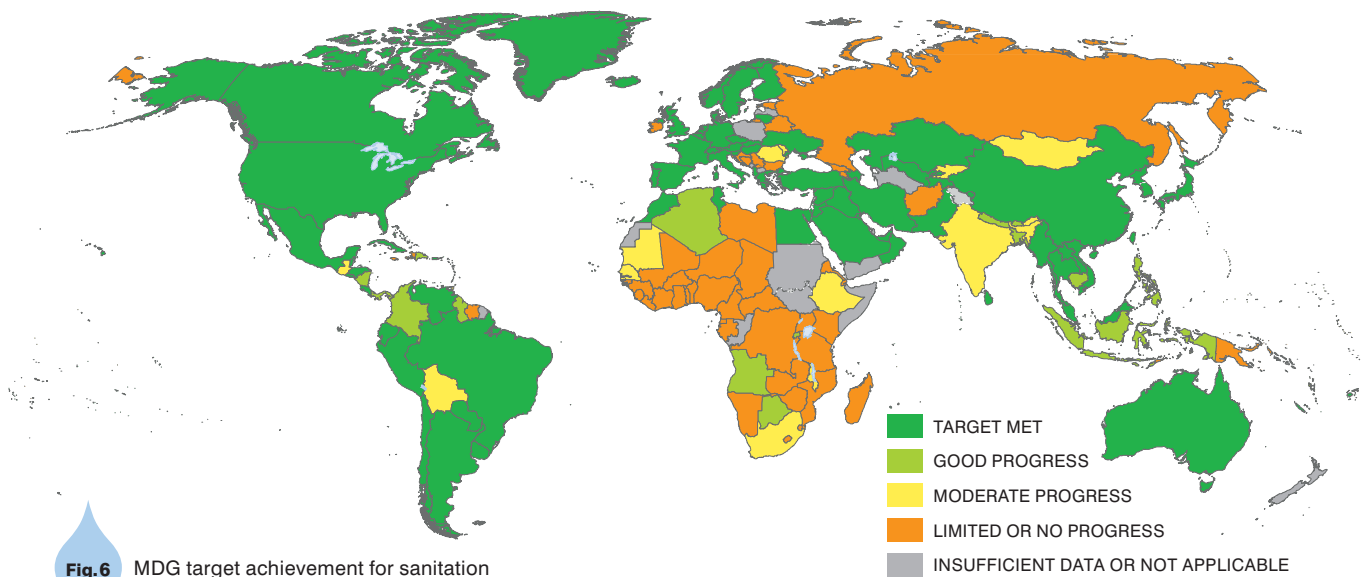 TARGET MET
GOOD PROGRESS
MODERATE PROGRESS
LIMITED OR NO PROGRESS
INSUFFICIENT DATA OR NOT APPLICABLE
Fig. 6 MDG target achievement for sanitation